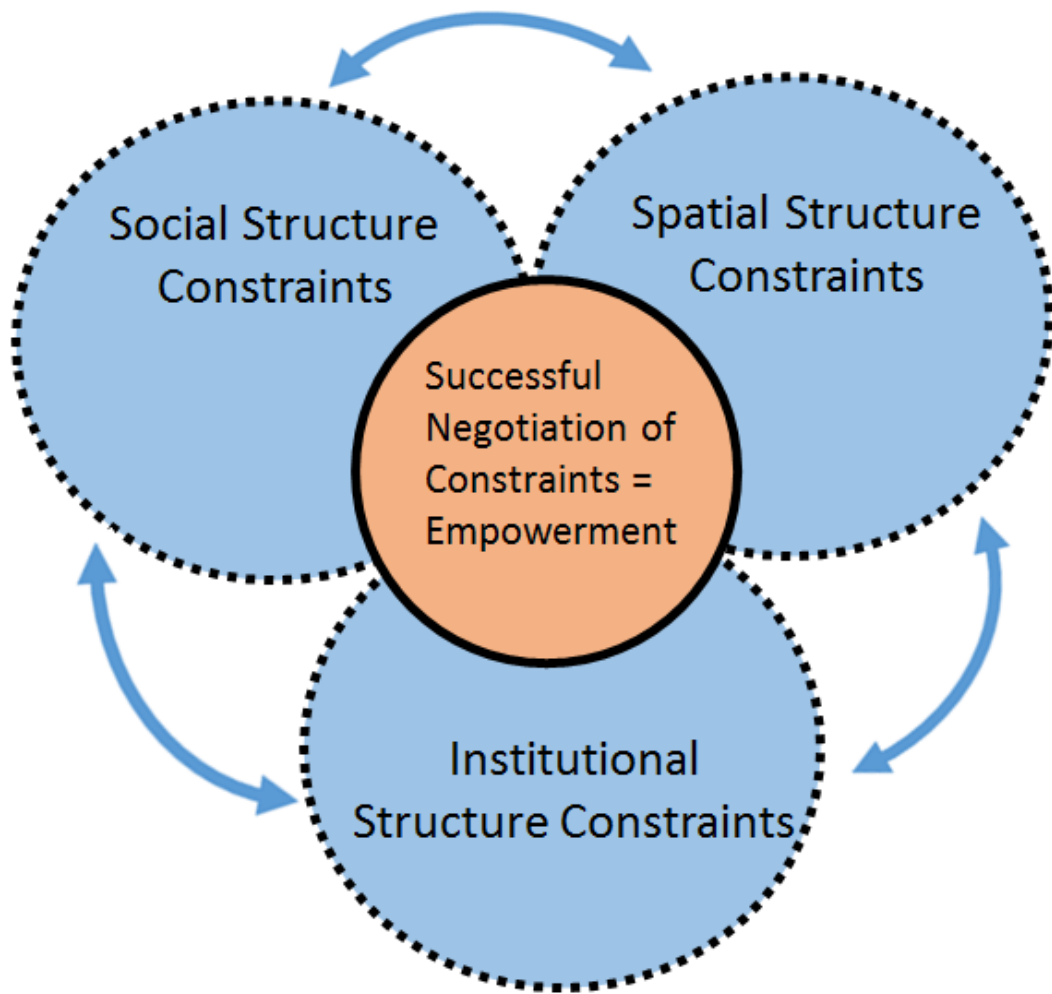 Social Structure
Constraints
Spatial Structure
Constraints
Successful
Negotiation of
Constraints =
Empowerment
Institutional
Structure Constraints